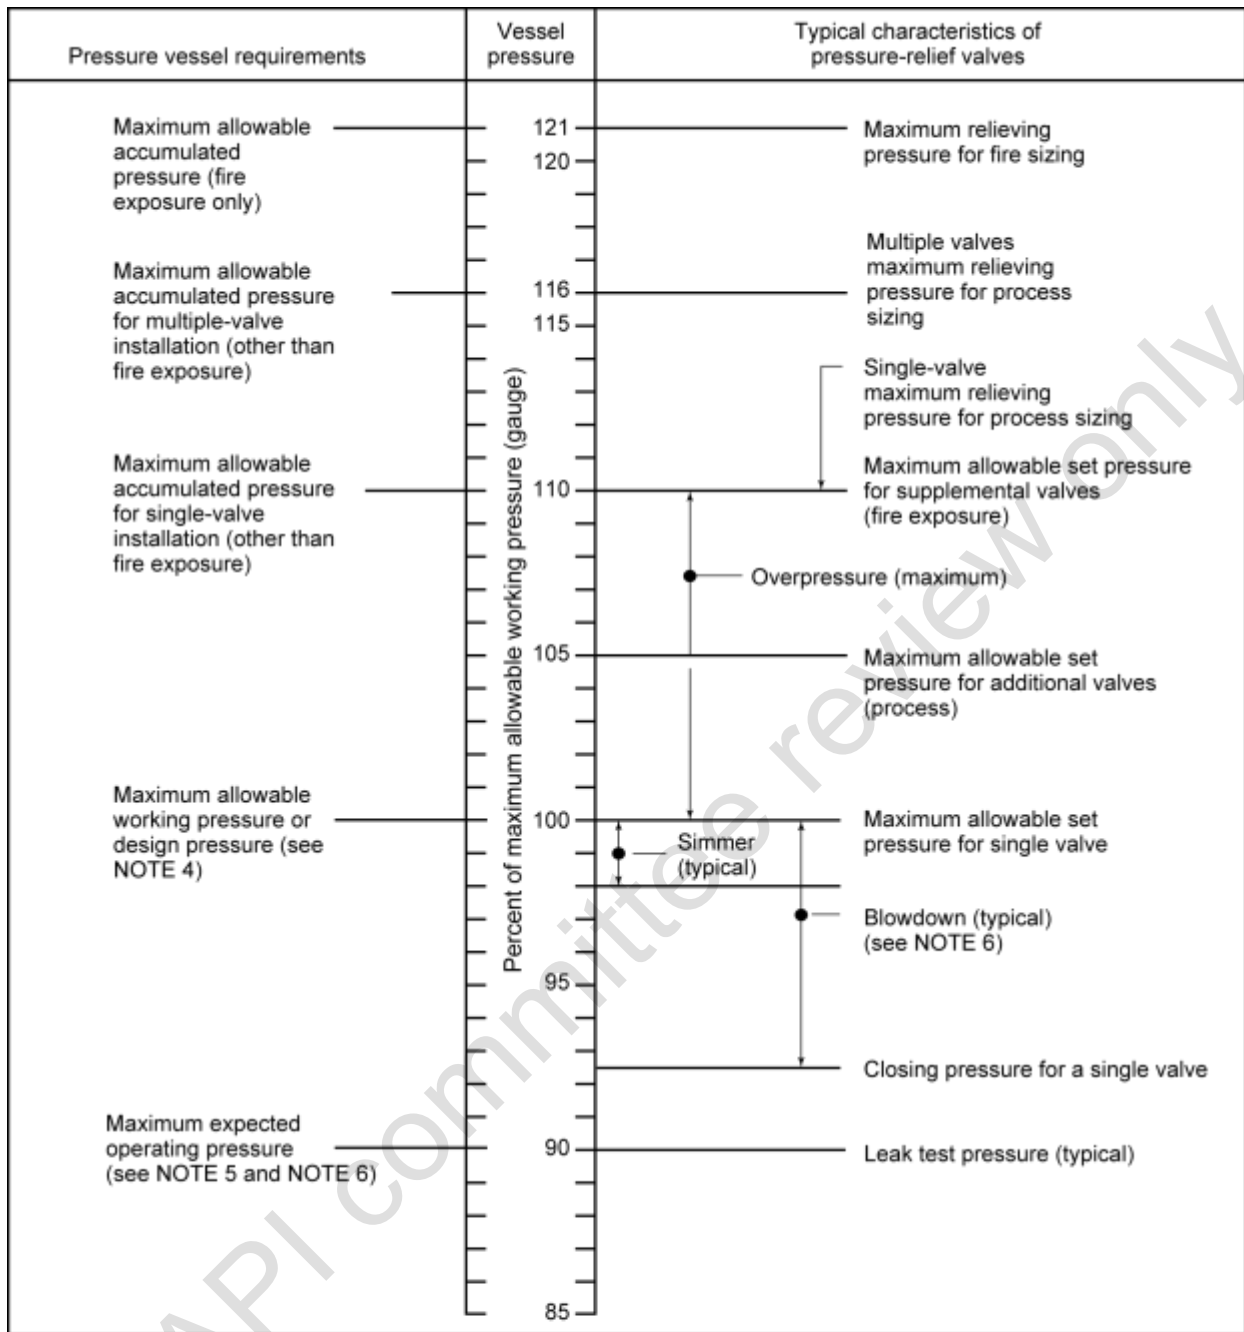 Pressure vessel requirements
Vessel
pressure
Typical characteristics of
pressure-relief valves
Maximum allowable
accumulated
pressure (fire
exposure only)
Maximum allowable
accumulated pressure
for multiple-valve
installation (other than
fire exposure)
Maximum allowable
accumulated pressure
for single-valve
installation (other than
fire exposure)
Maximum allowable
working pressure or
design pressure (see
NOTE 4)
Maximum expected
operating pressure
(see NOTE 5 and NOTE 6)
Percent of maximum allowable working pressure (gauge)
121
120
116
115
110
105
100
95
90
85
Maximum relieving
pressure for fire sizing
Multiple valves
maximum relieving
pressure for process
sizing
Single-valve
maximum relieving
pressure for process sizing
Maximum allowable set pressure
for supplemental valves
(fire exposure)
Overpressure (maximum)
Maximum allowable set
pressure for additional valves
(process)
Maximum allowable set
pressure for single valve
Simmer
(typical)
Blowdown (typical)
(see NOTE 6)
Closing pressure for a single valve
Leak test pressure (typical)
API committee review only